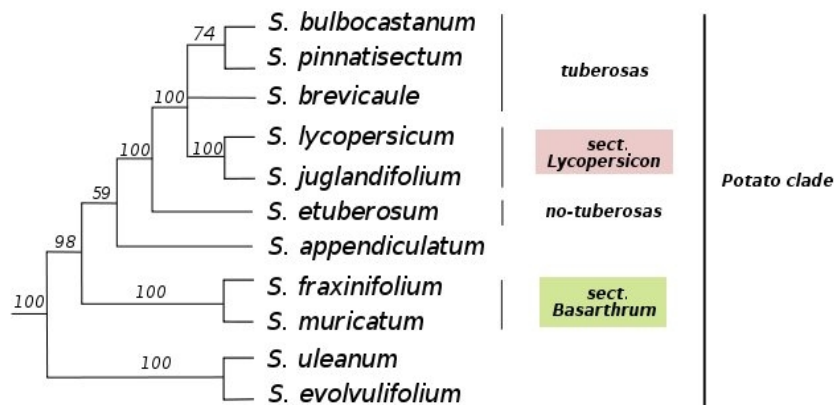 74
S. bulbocastanum
S. pinnatisectum
tuberosas
100
S. brevicaule
100
S. lycopersicum
sect.
Lycopersicon
100
S. juglandifolium
Potato clade
59
S. etuberosum
no-tuberosas
98
S. appendiculatum
100
S. fraxinifolium
sect.
Basarthrum
100
S. muricatum
100
S. uleanum
S. evolvulifolium